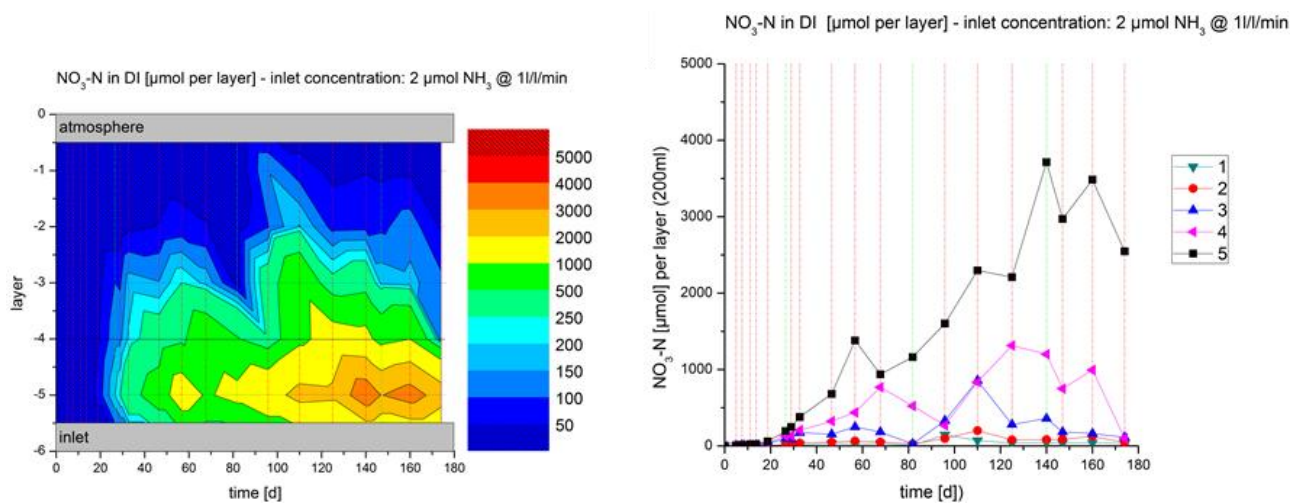 NO₃-N in DI [µmol per layer] - inlet concentration: 2 µmol NH₃ @ 1l/l/min
0
-1
-2
-3
-4
-5
-6
layer
atmosphere
inlet
0 20 40 60 80 100 120 140 160 180
time [d]
5000
4000
3000
2000
1000
500
250
200
150
100
50
NO₃-N in DI [µmol per layer] - inlet concentration: 2 µmol NH₃ @ 1l/l/min
5000
4000
3000
2000
1000
0
NO₃-N [µmol] per layer (200ml)
0 20 40 60 80 100 120 140 160 180
time [d])
1
2
3
4
5